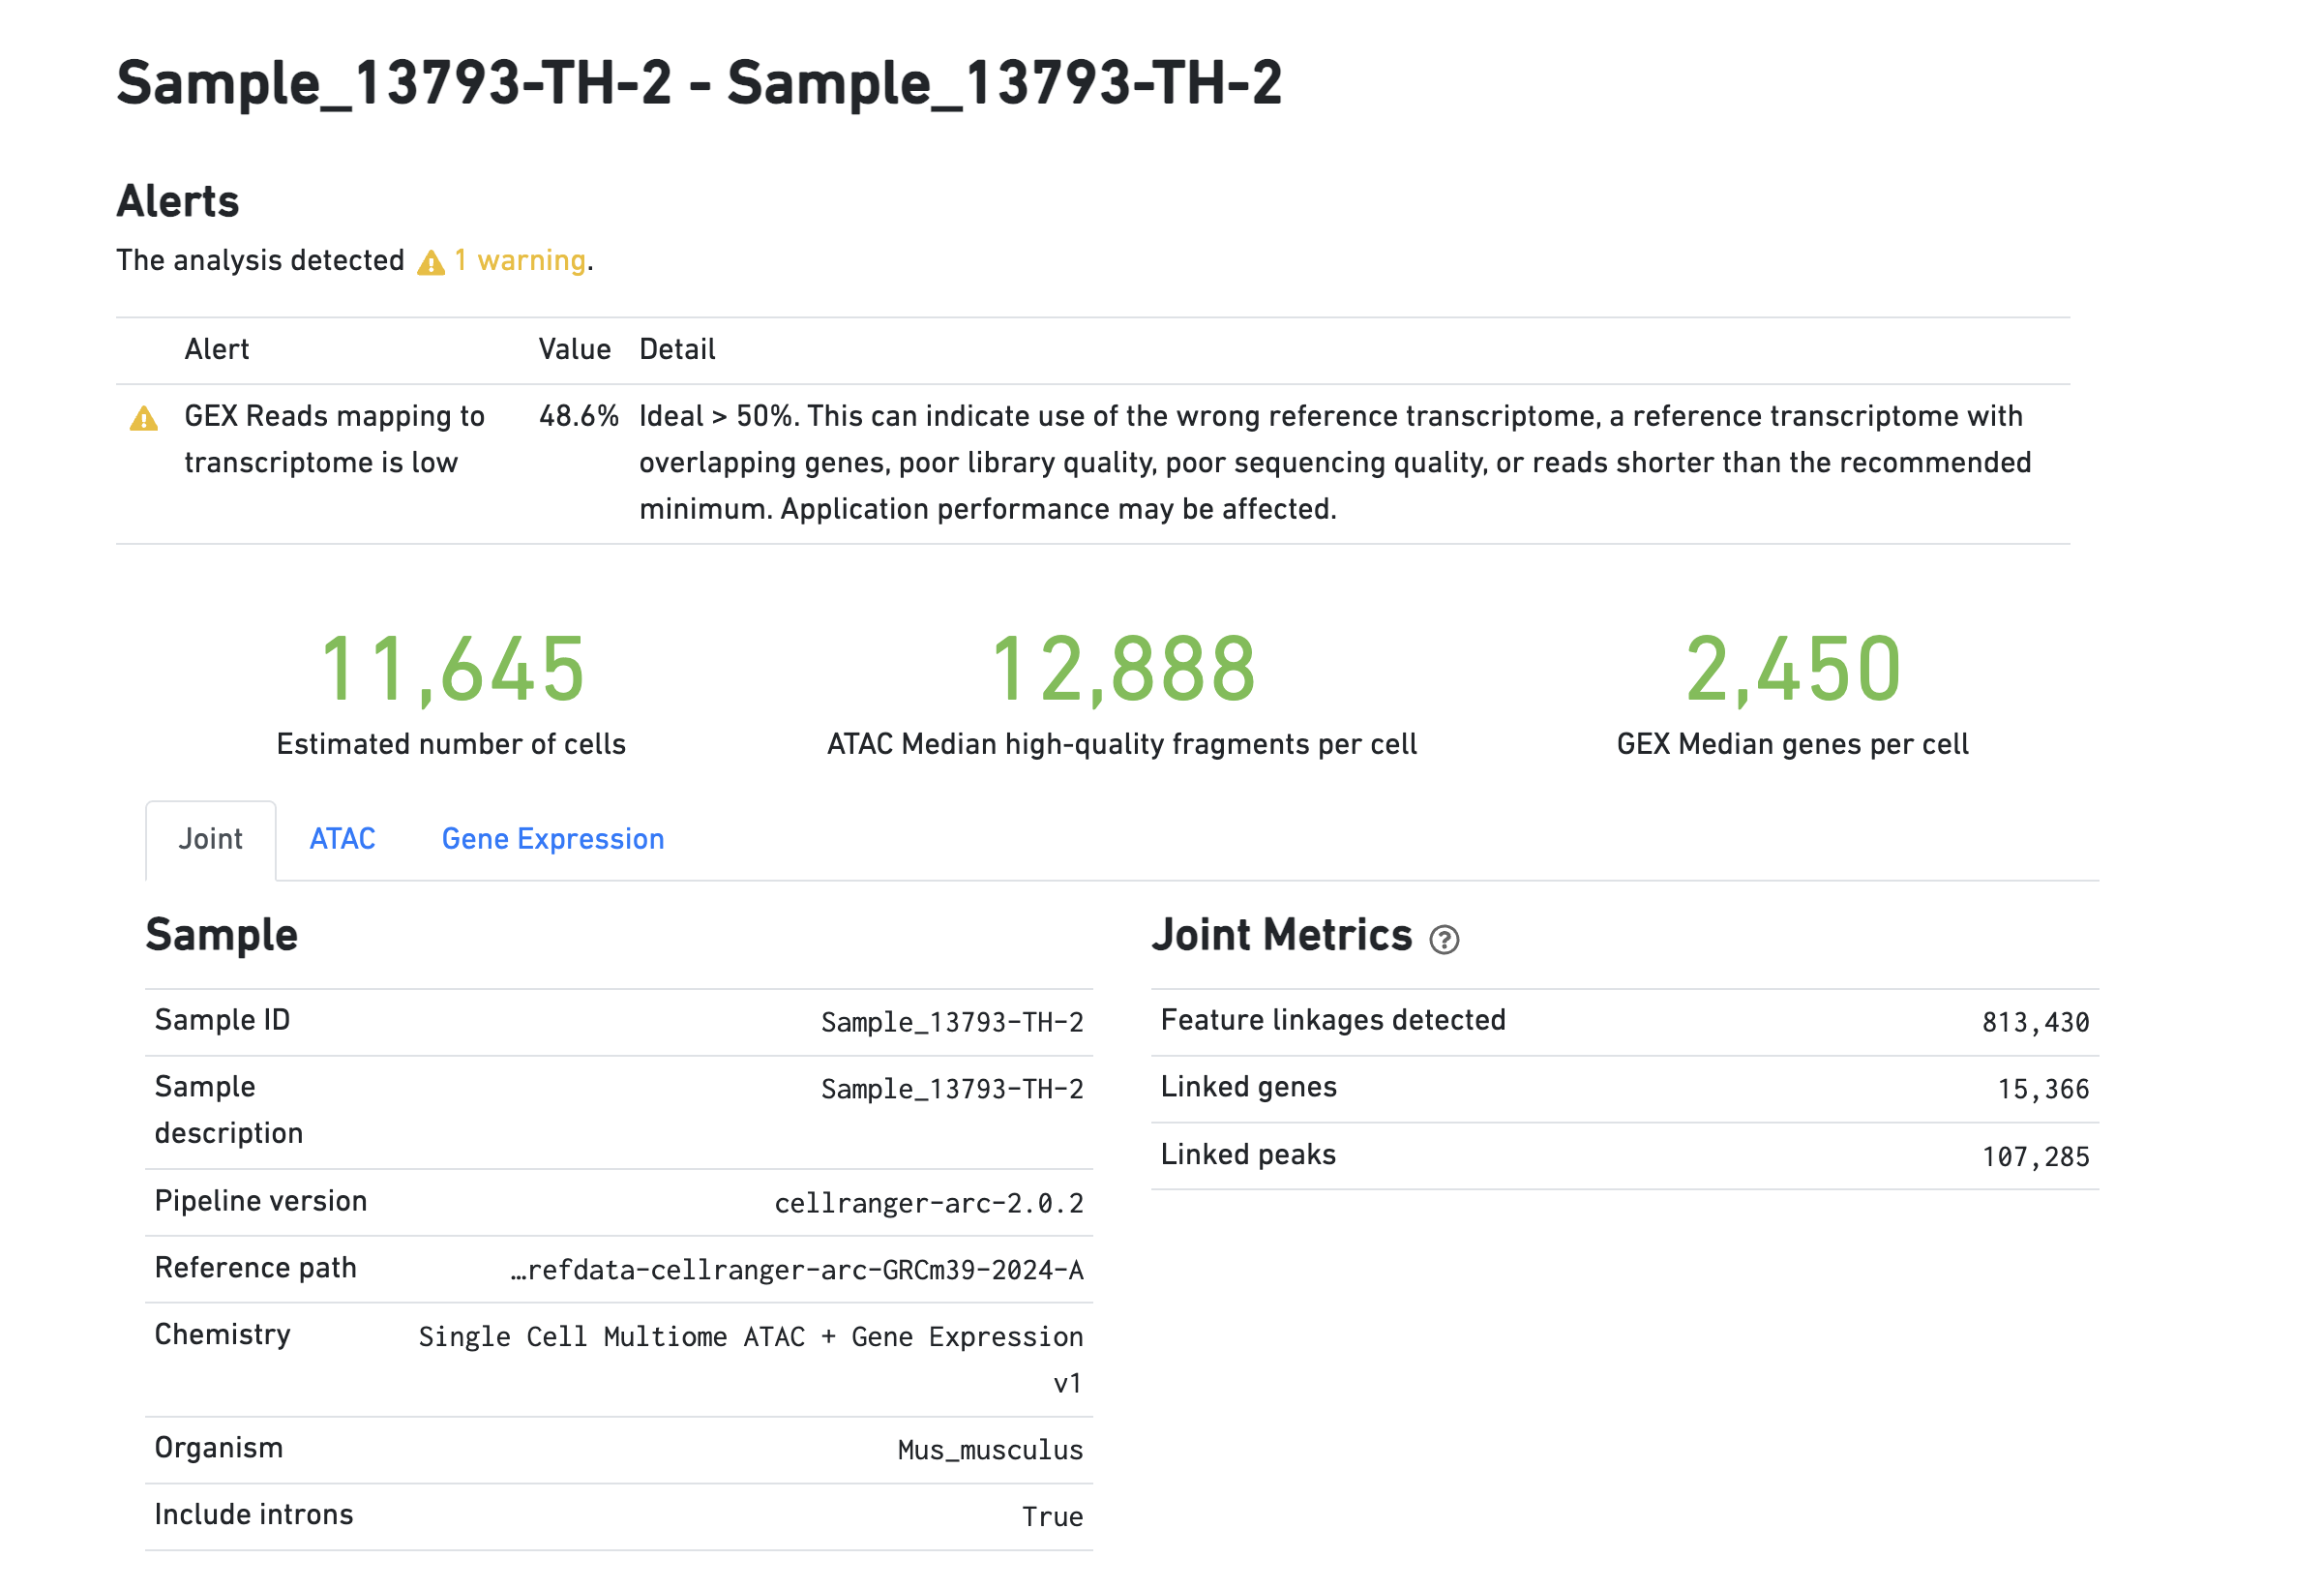 Sample_13793-TH-2 - Sample_13793-TH-2
Alerts
The analysis detected 1 warning.
Alert Value Detail
GEX Reads mapping to 48.6% Ideal > 50%. This can indicate use of the wrong reference transcriptome, a reference transcriptome with
transcriptome is low overlapping genes, poor library quality, poor sequencing quality, or reads shorter than the recommended
minimum. Application performance may be affected.
11,645 12,888 2,450
Estimated number of cells ATAC Median high-quality fragments per cell GEX Median genes per cell
Joint ATAC Gene Expression
Sample
Sample ID Sample_13793-TH-2
Sample Sample_13793-TH-2
description
Pipeline version cellranger-arc-2.0.2
Reference path …refdata-cellranger-arc-GRCm39-2024-A
Chemistry Single Cell Multiome ATAC + Gene Expression
v1
Organism Mus_musculus
Include introns True
Joint Metrics ?
Feature linkages detected 813,430
Linked genes 15,366
Linked peaks 107,285